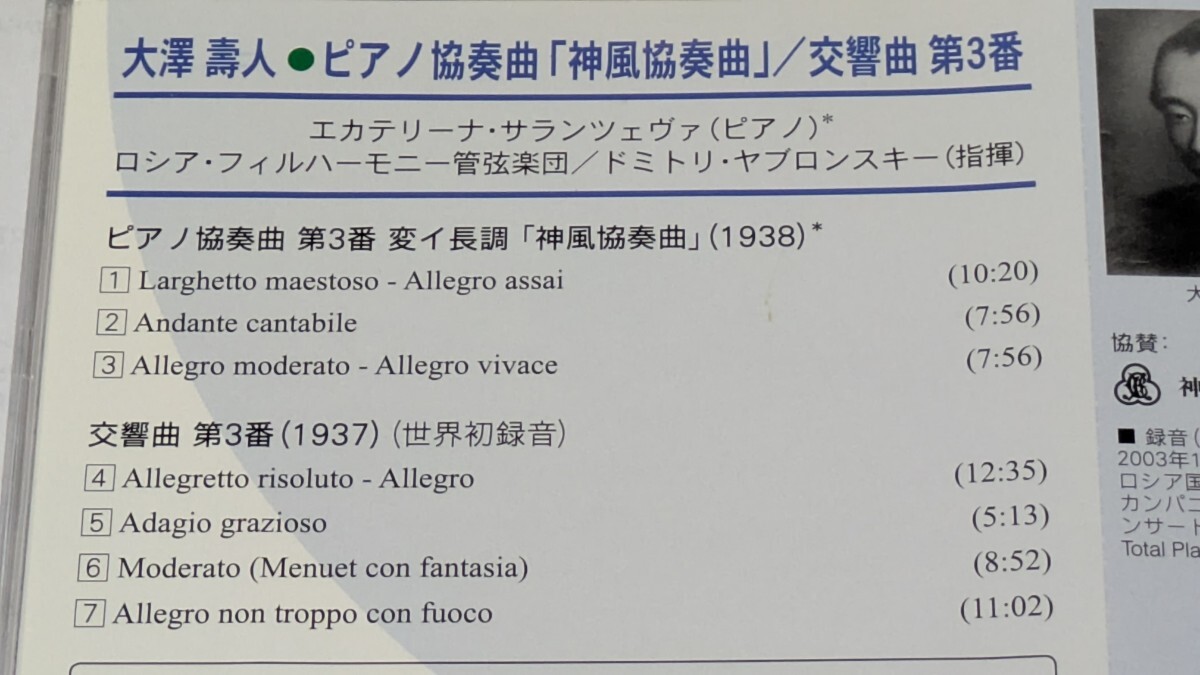 大澤 壽人●ピアノ協奏曲「神風協奏曲」／交響曲 第3番
エカテリーナ・サランツェヴァ（ピアノ）*
ロシア・フィルハーモニー管弦楽団／ドミトリ・ヤブロンスキー（指揮）
ピアノ協奏曲 第3番 変イ長調「神風協奏曲」(1938)*
1 Larghetto maestoso - Allegro assai (10:20)
2 Andante cantabile (7:56)
3 Allegro moderato - Allegro vivace (7:56)
交響曲 第3番(1937)（世界初録音）
4 Allegretto risoluto - Allegro (12:35)
5 Adagio grazioso (5:13)
6 Moderato (Menuet con fantasia) (8:52)
7 Allegro non troppo con fuoco (11:02)
大
協賛:
神
■ 録音(
2003年1
ロシア国
カンパニ
ンサート
Total Pla